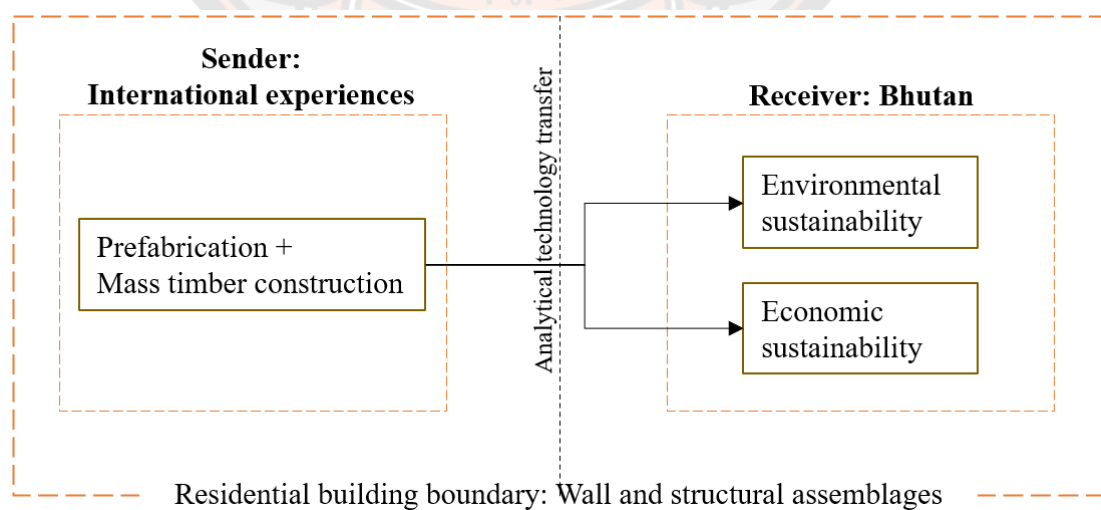 Sender:
International experiences
Prefabrication +
Mass timber construction
Analytical technology transfer
Receiver: Bhutan
Environmental
sustainability
Economic
sustainability
Residential building boundary: Wall and structural assemblages